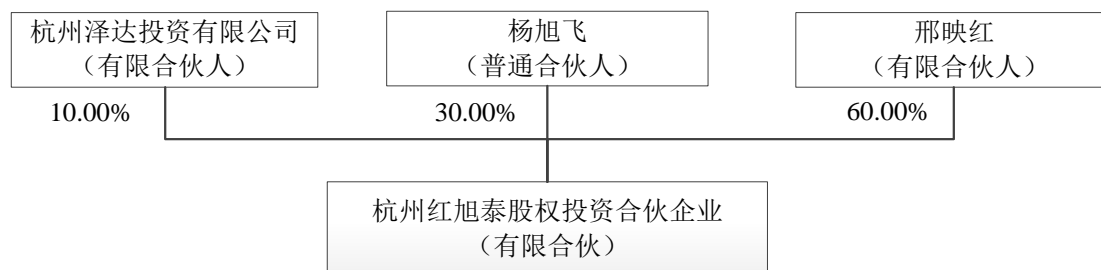 杭州泽达投资有限公司
（有限合伙人）
杨旭飞
（普通合伙人）
邢映红
（有限合伙人）
10.00%
30.00%
60.00%
杭州红旭泰股权投资合伙企业
（有限合伙）